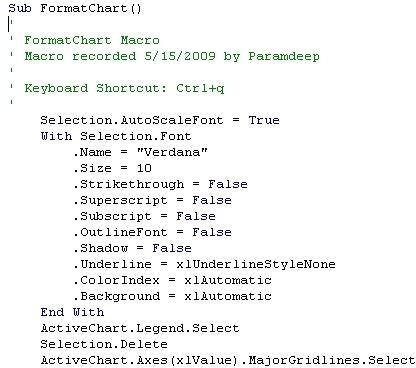 Sub FormatChart()
'
' FormatChart Macro
' Macro recorded 5/15/2009 by Paramdeep
'
' Keyboard Shortcut: Ctrl+q
'
    Selection.AutoScaleFont = True
    With Selection.Font
        .Name = "Verdana"
        .Size = 10
        .Strikethrough = False
        .Superscript = False
        .Subscript = False
        .OutlineFont = False
        .Shadow = False
        .Underline = xlUnderlineStyleNone
        .ColorIndex = xlAutomatic
        .Background = xlAutomatic
    End With
    ActiveChart.Legend.Select
    Selection.Delete
    ActiveChart.Axes(xlValue).MajorGridlines.Select